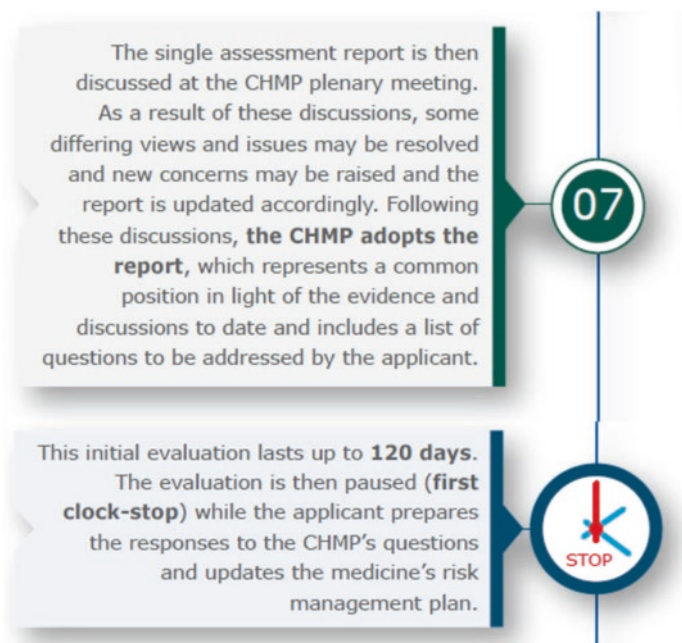 The single assessment report is then
discussed at the CHMP plenary meeting.
As a result of these discussions, some
differing views and issues may be resolved
and new concerns may be raised and the
report is updated accordingly. Following
these discussions, the CHMP adopts the
report, which represents a common
position in light of the evidence and
discussions to date and includes a list of
questions to be addressed by the applicant.
07
This initial evaluation lasts up to 120 days.
The evaluation is then paused (first
clock-stop) while the applicant prepares
the responses to the CHMP's questions
and updates the medicine's risk
management plan.
STOP